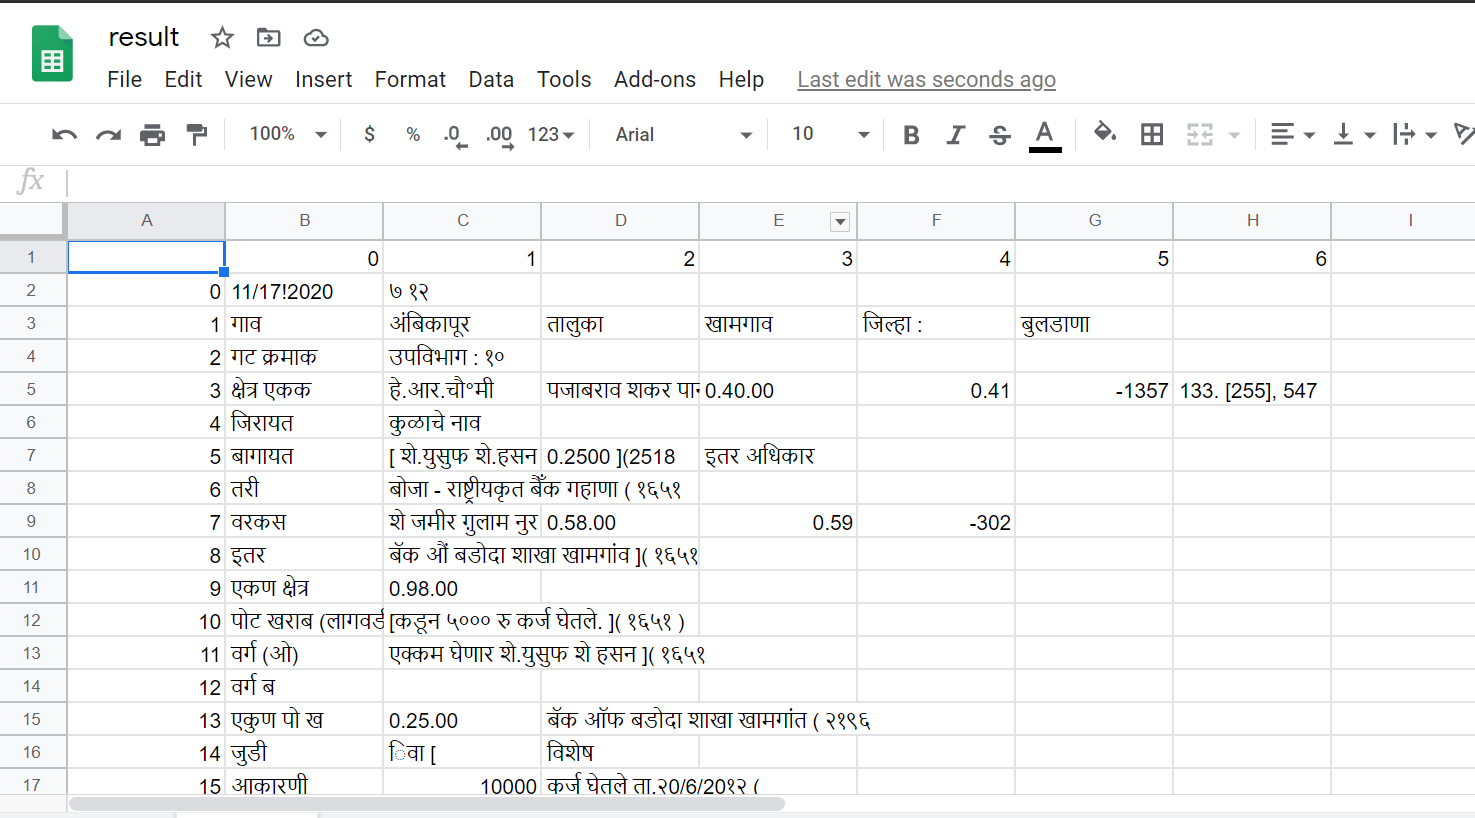 result
File Edit View Insert Format Data Tools Add-ons Help Last edit was seconds ago
100% $ % .0 .00 123 Arial 10 B I S A
fx
A B C D E F G H I
1 0 1 2 3 4 5 6
2 0 11/17!2020 ७ १२
3 1 गाव अंबिकापूर तालुका खामगाव जिल्हा : बुलडाणा
4 2 गट क्रमाक उपविभाग : १०
5 3 क्षेत्र एकक हे.आर.चौ°मी पजाबराव शकर पा 0.40.00 0.41 -1357 133. [255], 547
6 4 जिरायत कुळाचे नाव
7 5 बागायत [ शे.युसुफ शे.हसन 0.2500 ](2518 इतर अधिकार
8 6 तरी बोजा - राष्ट्रीयकृत बैंँक गहाणा ( १६५१
9 7 वरकस शे जमीर गुलाम नुर 0.58.00 0.59 -302
10 8 इतर बॅक औं बडोदा शाखा खामगांव ]( १६५१
11 9 एकण क्षेत्र 0.98.00
12 10 पोट खराब (लागवर्ड [कडून ५००० रु कर्ज घेतले. ]( १६५१ )
13 11 वर्ग (ओ) एक्कम घेणार शे.युसुफ शे हसन ]( १६५१
14 12 वर्ग ब
15 13 एकुण पो ख 0.25.00 बॅक ऑफ बडोदा शाखा खामगांत ( २१९६
16 14 जुडी िवा [ विशेष
17 15 आकारणी 10000 कर्ज घेतले ता.२0/6/2०१२ (